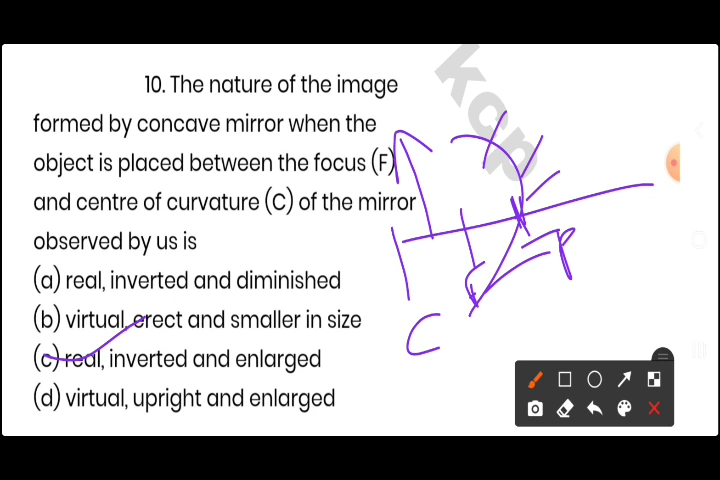 10. The nature of the image
formed by concave mirror when the
object is placed between the focus (F)
and centre of curvature (C) of the mirror
observed by us is
(a) real, inverted and diminished
(b) virtual, erect and smaller in size
(c) real, inverted and enlarged
(d) virtual, upright and enlarged
kcp
C
F
P